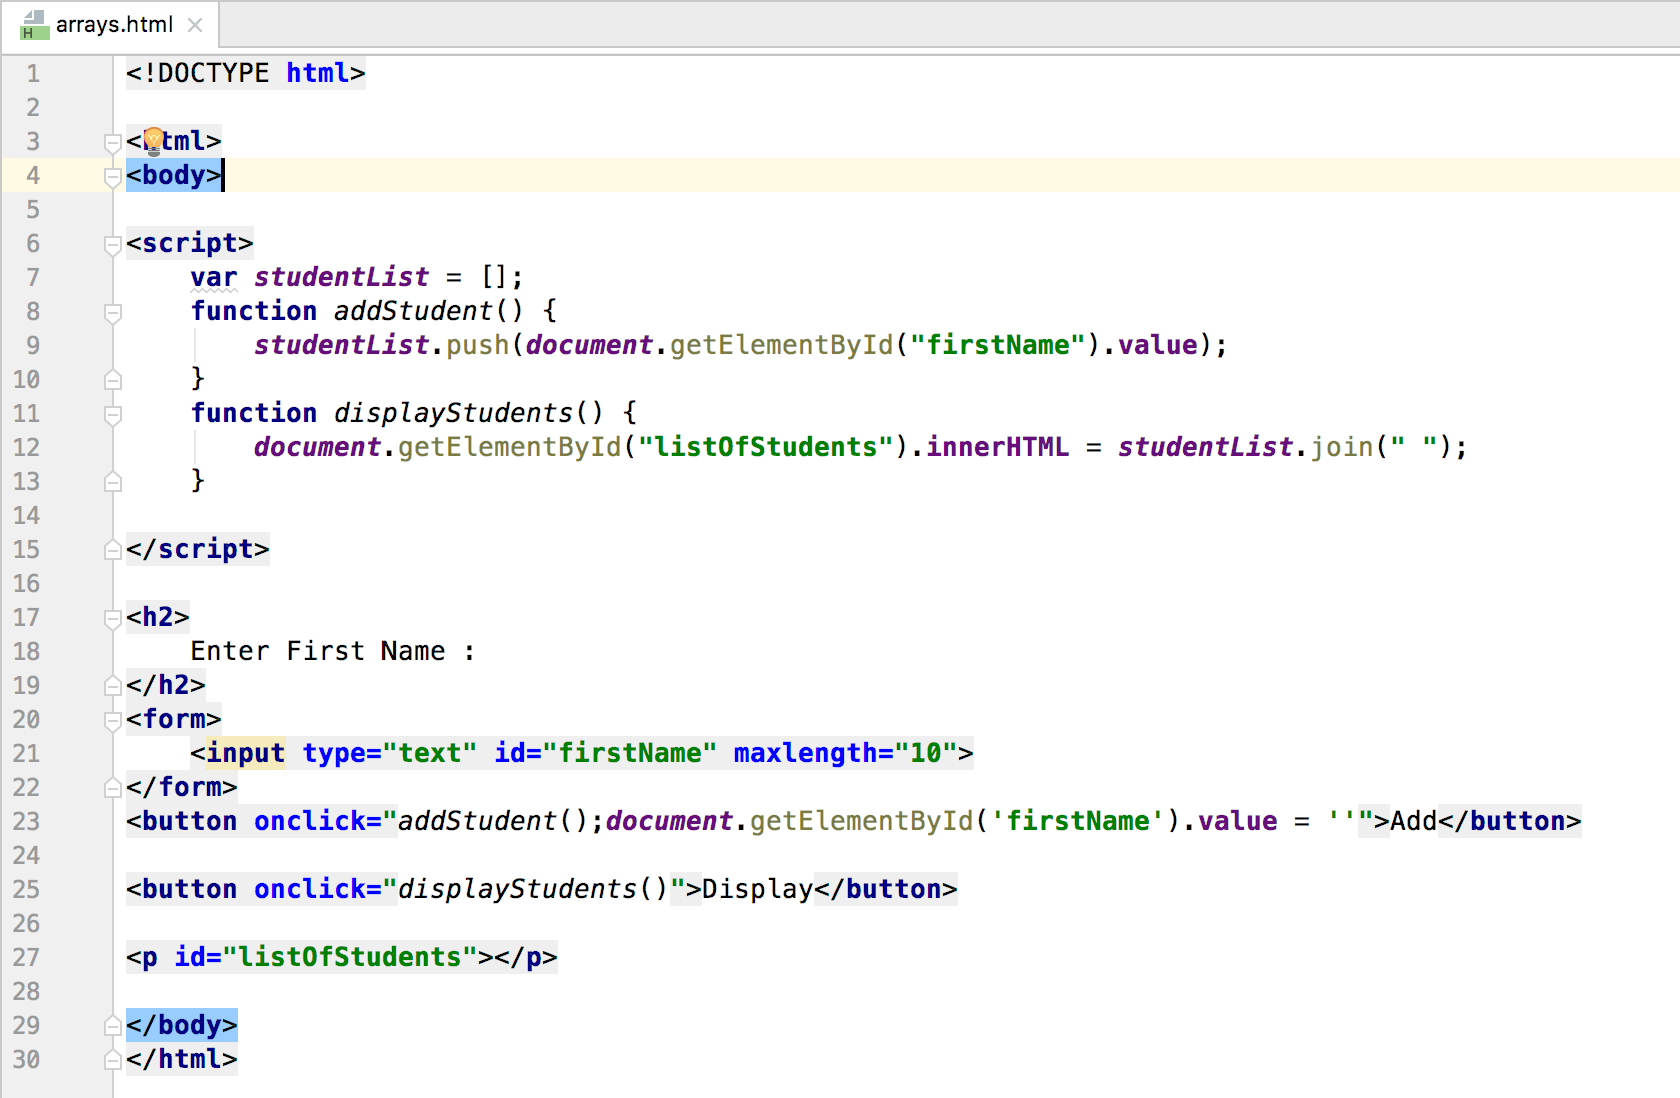 H arrays.html
1 <!DOCTYPE html>
2
3 <html>
4 <body>
5
6 <script>
7     var studentList = [];
8     function addStudent() {
9         studentList.push(document.getElementById("firstName").value);
10     }
11     function displayStudents() {
12         document.getElementById("listOfStudents").innerHTML = studentList.join(" ");
13     }
14
15 </script>
16
17 <h2>
18     Enter First Name :
19 </h2>
20 <form>
21     <input type="text" id="firstName" maxlength="10">
22 </form>
23 <button onclick="addStudent();document.getElementById('firstName').value = ''">Add</button>
24
25 <button onclick="displayStudents()">Display</button>
26
27 <p id="listOfStudents"></p>
28
29 </body>
30 </html>